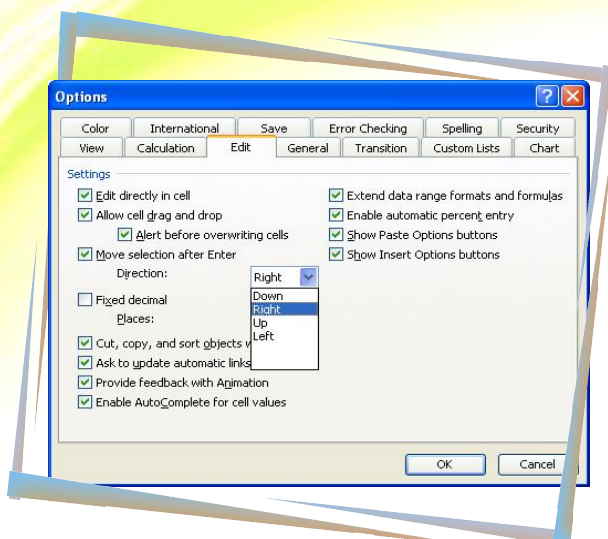 Options
Color International Save Error Checking Spelling Security
View Calculation Edit General Transition Custom Lists Chart
Settings
Edit directly in cell
Allow cell drag and drop
Alert before overwriting cells
Move selection after Enter
Direction: Right
Down
Right
Up
Left
Fixed decimal
Places:
Cut, copy, and sort objects
Ask to update automatic links
Provide feedback with Animation
Enable AutoComplete for cell values
Extend data range formats and formulas
Enable automatic percent entry
Show Paste Options buttons
Show Insert Options buttons
OK Cancel